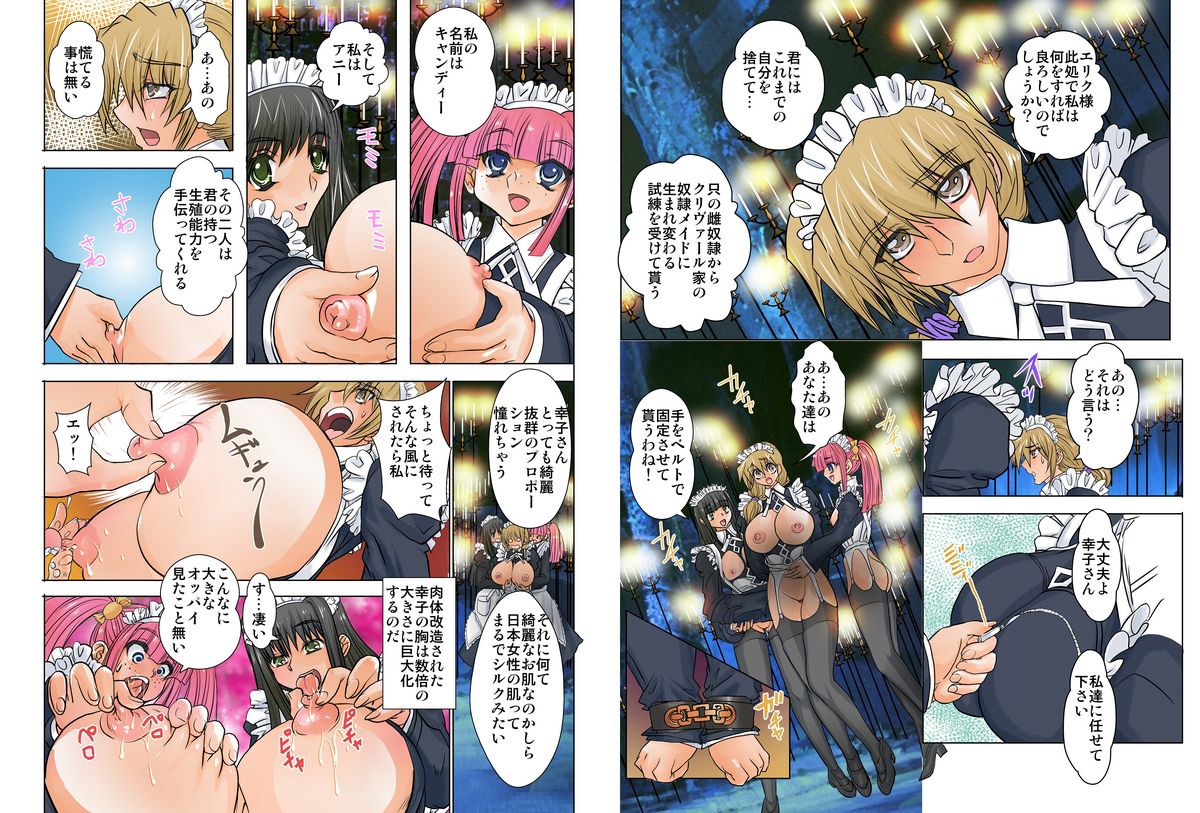 エリク様
此処で私は
何をすれば
良ろしいので
しょうか？
君には
これまでの
自分を
捨てて…
只の雌奴隷から
クリヴァール家の
奴隷メイドに
生まれ変わる
試練を受けて貰う
あの…
それは
どう言う？
大丈夫よ
幸子さん
私達に任せて
下さい
あ…あの
あなた達は
手をベルトで
固定させて
貰うわね！
ガチャ
ガチャ
ガチャ
私の
名前は
キャンディー
そして
私は
アニー
モミ
モミ
あ…あの
慌てる
事は無い
その二人は
君の持つ
生殖能力を
手伝ってくれる
さわ
さわ
幸子さん
とっても綺麗
抜群のプロポー
ション
憧れちゃう
それに何て
綺麗なお肌なのかしら
日本女性の肌って
まるでシルクみたい
ちょっと待って
そんな風に
されたら私
ムギュン
エッ！
肉体改造された
幸子の胸は数倍の
大きさに巨大化
するのだ
す…凄い
こんなに
大きな
オッパイ
見たこと無い
ピチャ
ピチャ
ペロ
ペロ